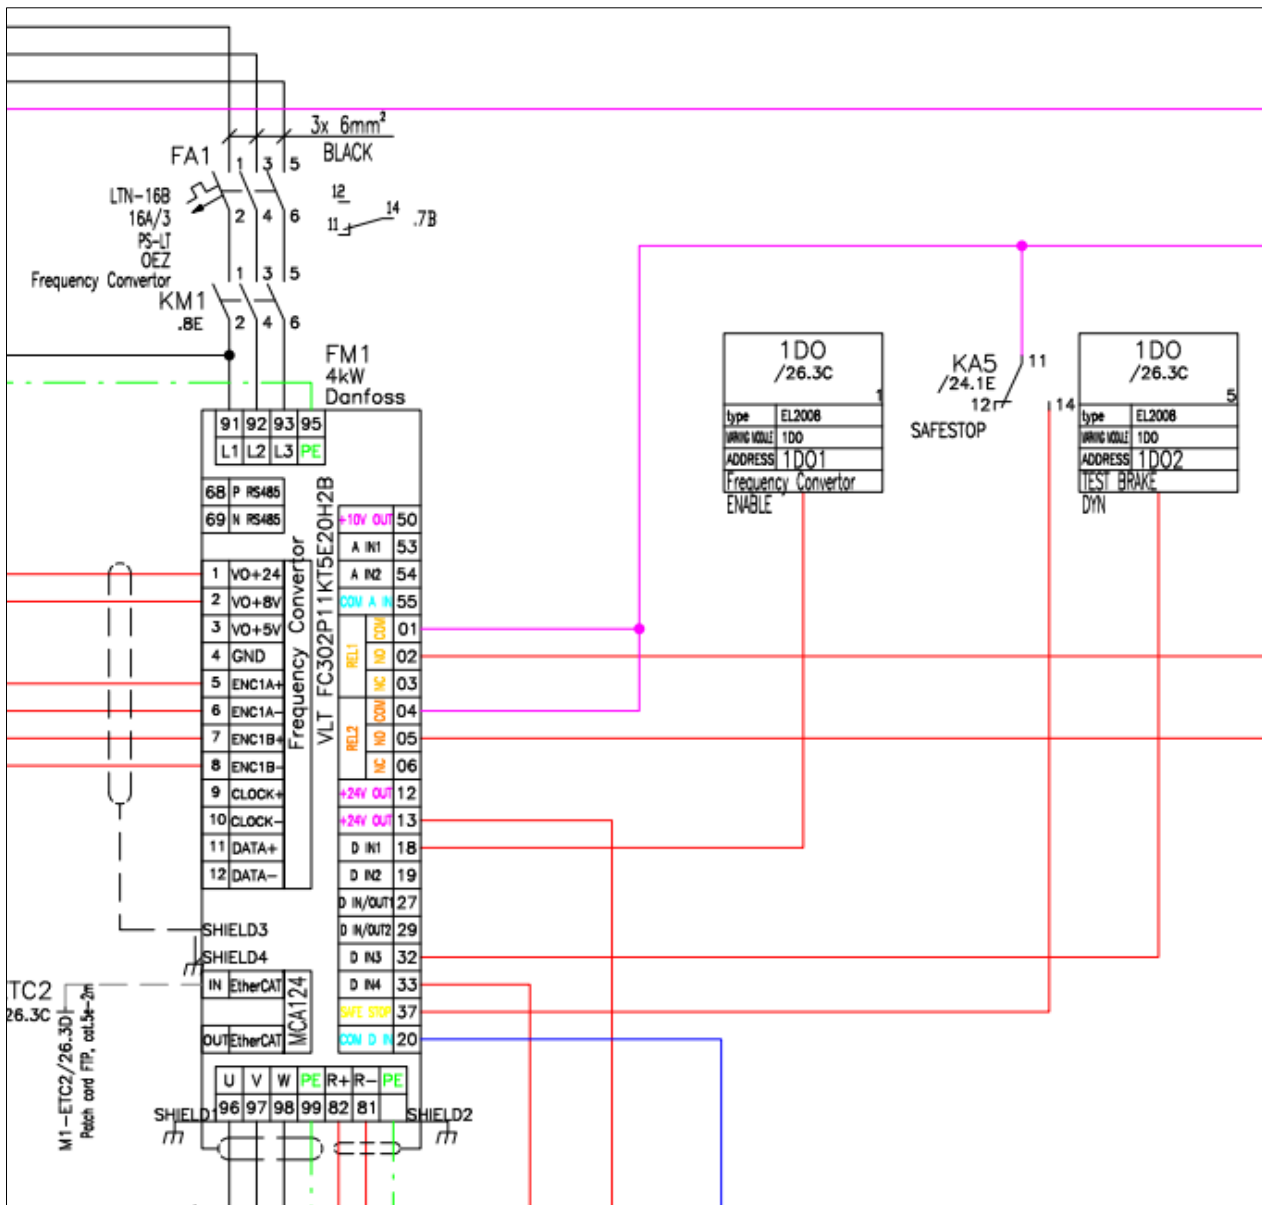 3x 6mm²
BLACK
FA1
1 3 5
LTN-16B
16A/3
PS-LT
OEZ
Frequency Convertor
2 4 6
12
11 14 .7B
1 3 5
KM1
.8E
2 4 6
FM1
4kW
Danfoss
91 92 93 95
L1 L2 L3 PE
68 P RS485
69 N RS485
1 VO+24
2 VO+8V
3 VO+5V
4 GND
5 ENC1A+
6 ENC1A-
7 ENC1B+
8 ENC1B-
9 CLOCK+
10 CLOCK-
11 DATA+
12 DATA-
Frequency Convertor
VLT FC302P11KT5E20H2B
+10V OUT 50
A IN1 53
A IN2 54
COM A IN 55
REL1
COM 01
NO 02
NC 03
REL2
COM 04
NO 05
NC 06
+24V OUT 12
+24V OUT 13
D IN1 18
D IN2 19
D IN/OUT1 27
D IN/OUT2 29
D IN3 32
D IN4 33
SAFE STOP 37
COM D IN 20
SHIELD3
SHIELD4
IN EtherCAT
OUT EtherCAT
MCA124
U V W PE R+ R- PE
96 97 98 99 82 81
SHIELD1
SHIELD2
ETC2
26.3C
M1-ETC2/26.3D
Patch cord FTP, cat.5e-2m
1DO
/26.3C
1
type EL2008
1DO
ADDRESS 1DO1
Frequency Convertor
ENABLE
KA5
/24.1E
11
12
14
SAFESTOP
1DO
/26.3C
5
type EL2008
1DO
ADDRESS 1DO2
TEST BRAKE
DYN